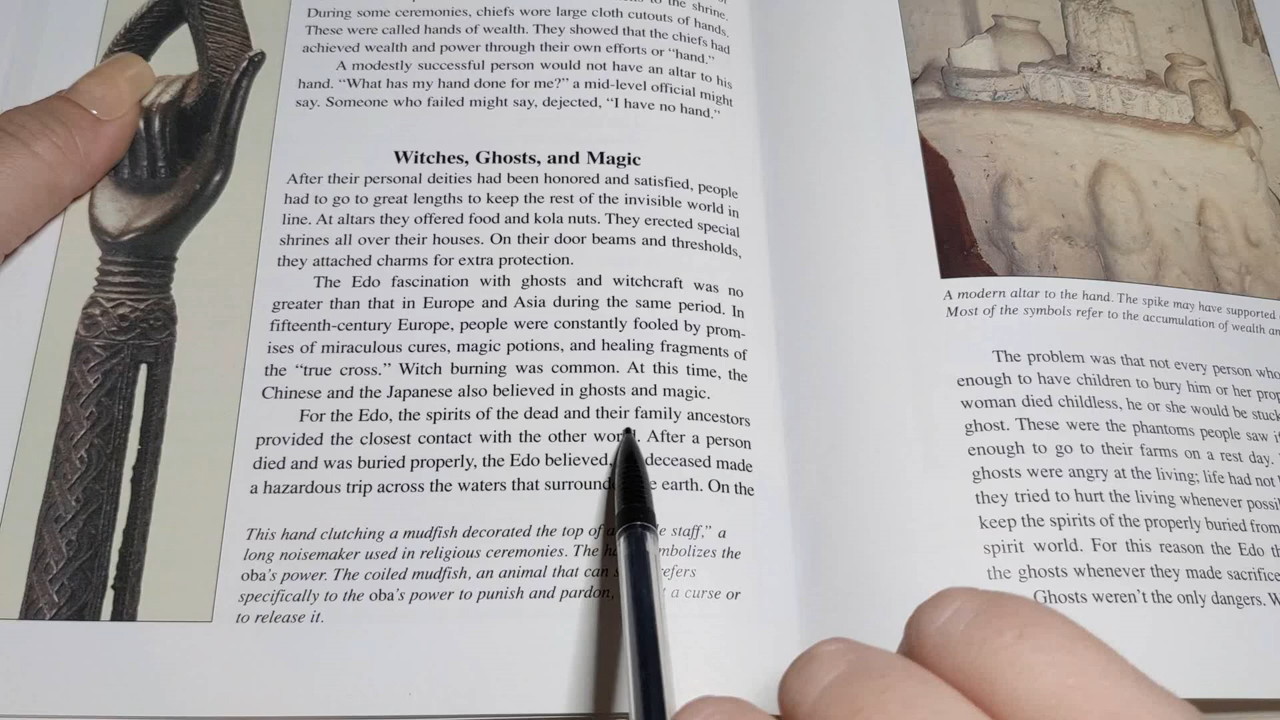 to the shrine.
During some ceremonies, chiefs wore large cloth cutouts of hands.
These were called hands of wealth. They showed that the chiefs had
achieved wealth and power through their own efforts or “hand.”
A modestly successful person would not have an altar to his
hand. “What has my hand done for me?” a mid-level official might
say. Someone who failed might say, dejected, “I have no hand.”
Witches, Ghosts, and Magic
After their personal deities had been honored and satisfied, people
had to go to great lengths to keep the rest of the invisible world in
line. At altars they offered food and kola nuts. They erected special
shrines all over their houses. On their door beams and thresholds,
they attached charms for extra protection.
The Edo fascination with ghosts and witchcraft was no
greater than that in Europe and Asia during the same period. In
fifteenth-century Europe, people were constantly fooled by prom-
ises of miraculous cures, magic potions, and healing fragments of
the “true cross.” Witch burning was common. At this time, the
Chinese and the Japanese also believed in ghosts and magic.
For the Edo, the spirits of the dead and their family ancestors
provided the closest contact with the other world. After a person
died and was buried properly, the Edo believed, deceased made
a hazardous trip across the waters that surround earth. On the
This hand clutching a mudfish decorated the top of a staff,” a
long noisemaker used in religious ceremonies. The symbolizes the
oba’s power. The coiled mudfish, an animal that can refers
specifically to the oba’s power to punish and pardon, a curse or
to release it.
A modern altar to the hand. The spike may have supported
Most of the symbols refer to the accumulation of wealth
The problem was that not every person who
enough to have children to bury him or her
woman died childless, he or she would be stuck
ghost. These were the phantoms people saw
enough to go to their farms on a rest day.
ghosts were angry at the living; life had not
they tried to hurt the living whenever
keep the spirits of the properly buried from
spirit world. For this reason the Edo
the ghosts whenever they made
Ghosts weren’t the only dangers.